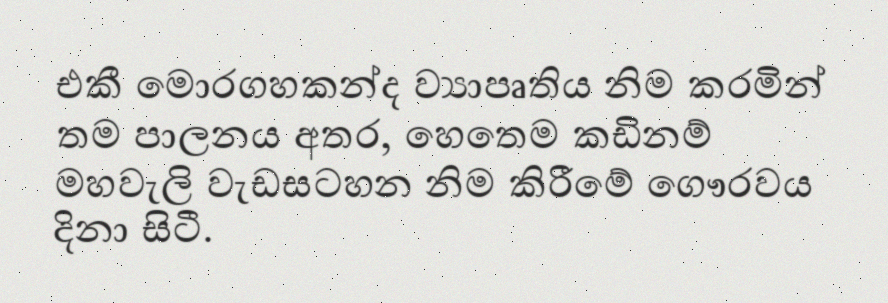 එකී මොරගහකන්ද ව්‍යාපෘතිය නිම කරමින්
තම පාලනය අතර, හෙතෙම කඩිනම්
මහවැලි වැඩසටහන නිම කිරීමේ ගෞරවය
දිනා සිටී.